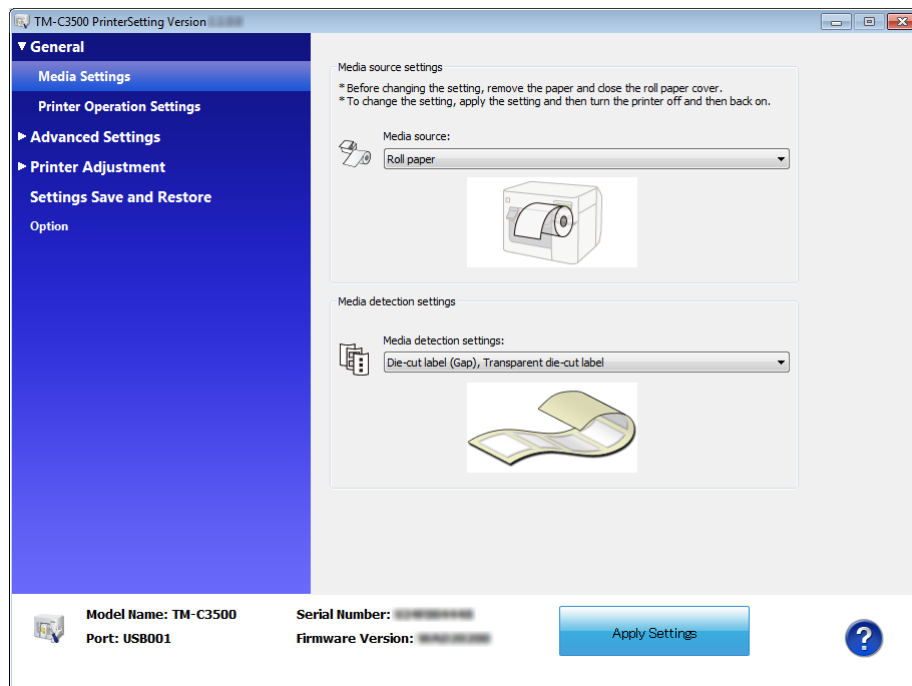 TM-C3500 PrinterSetting Version
General
Media Settings
Printer Operation Settings
Advanced Settings
Printer Adjustment
Settings Save and Restore
Option
Media source settings
* Before changing the setting, remove the paper and close the roll paper cover.
* To change the setting, apply the setting and then turn the printer off and then back on.
Media source:
Roll paper
Media detection settings
Media detection settings:
Die-cut label (Gap), Transparent die-cut label
Model Name: TM-C3500
Port: USB001
Serial Number:
Firmware Version:
Apply Settings
?